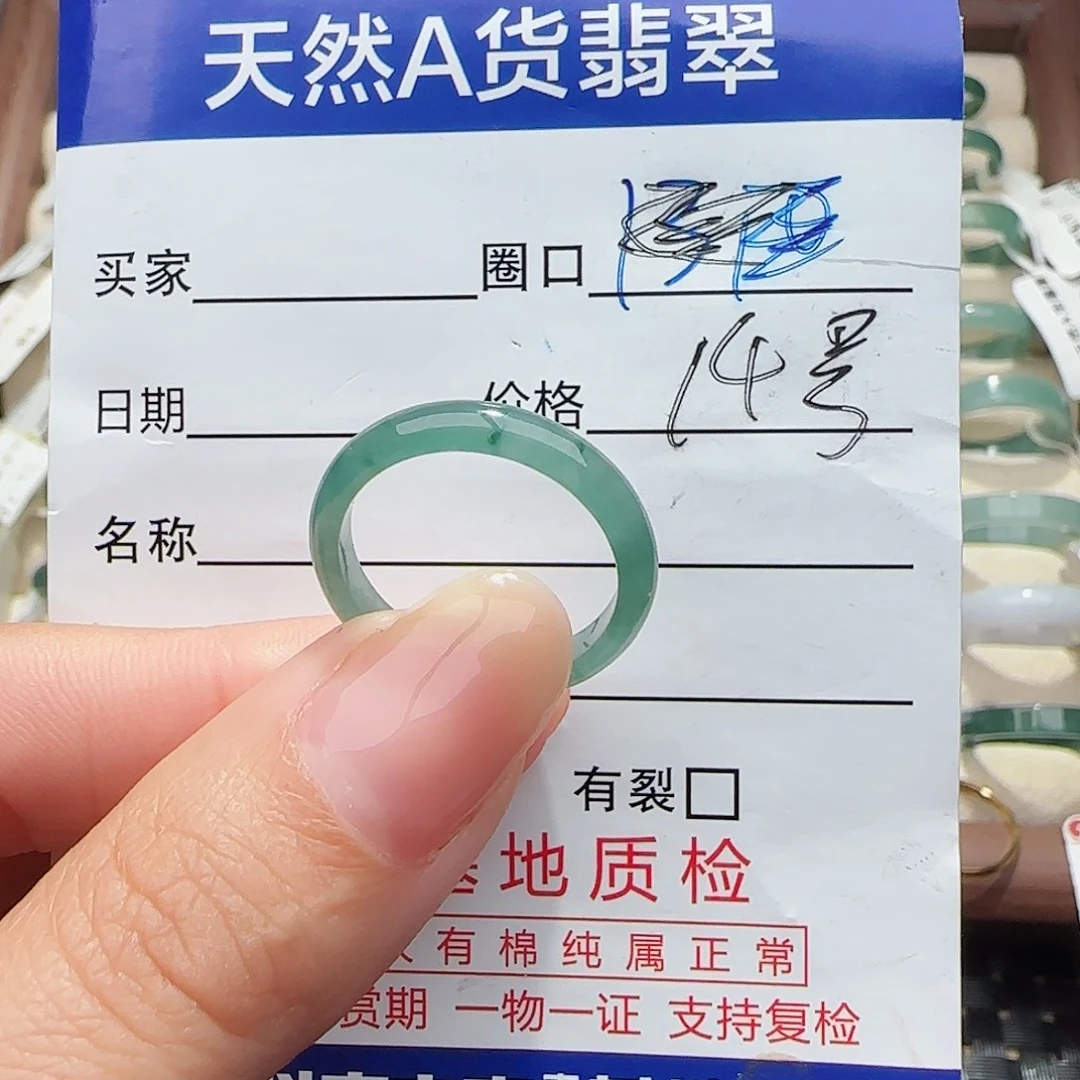 天然A货翡翠
买家 圈口
14号
日期 价格
名称
有裂
地质检
有棉纯属正常
赏期 一物一证 支持复检